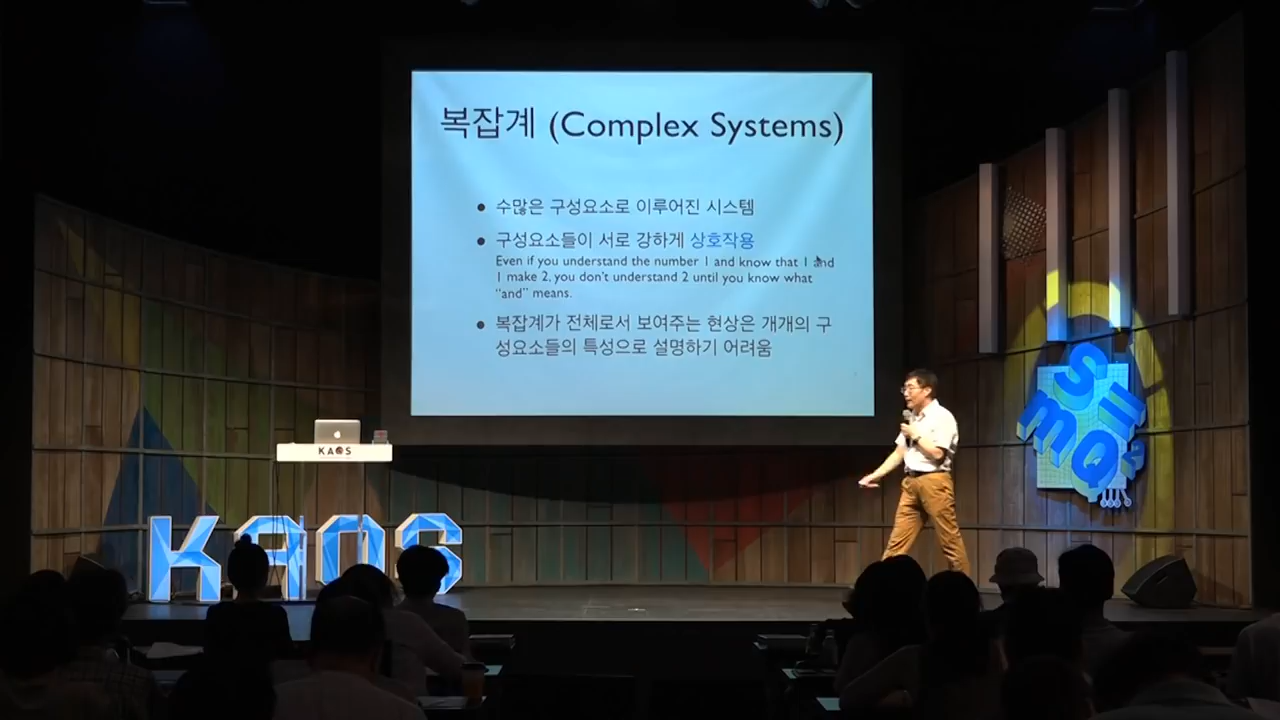 복잡계 (Complex Systems)
• 수많은 구성요소로 이루어진 시스템
• 구성요소들이 서로 강하게 상호작용
Even if you understand the number 1 and know that 1 and
1 make 2, you don't understand 2 until you know what
"and" means.
• 복잡계가 전체로서 보여주는 현상은 개개의 구
성요소들의 특성으로 설명하기 어려움
KAOS
KAOS